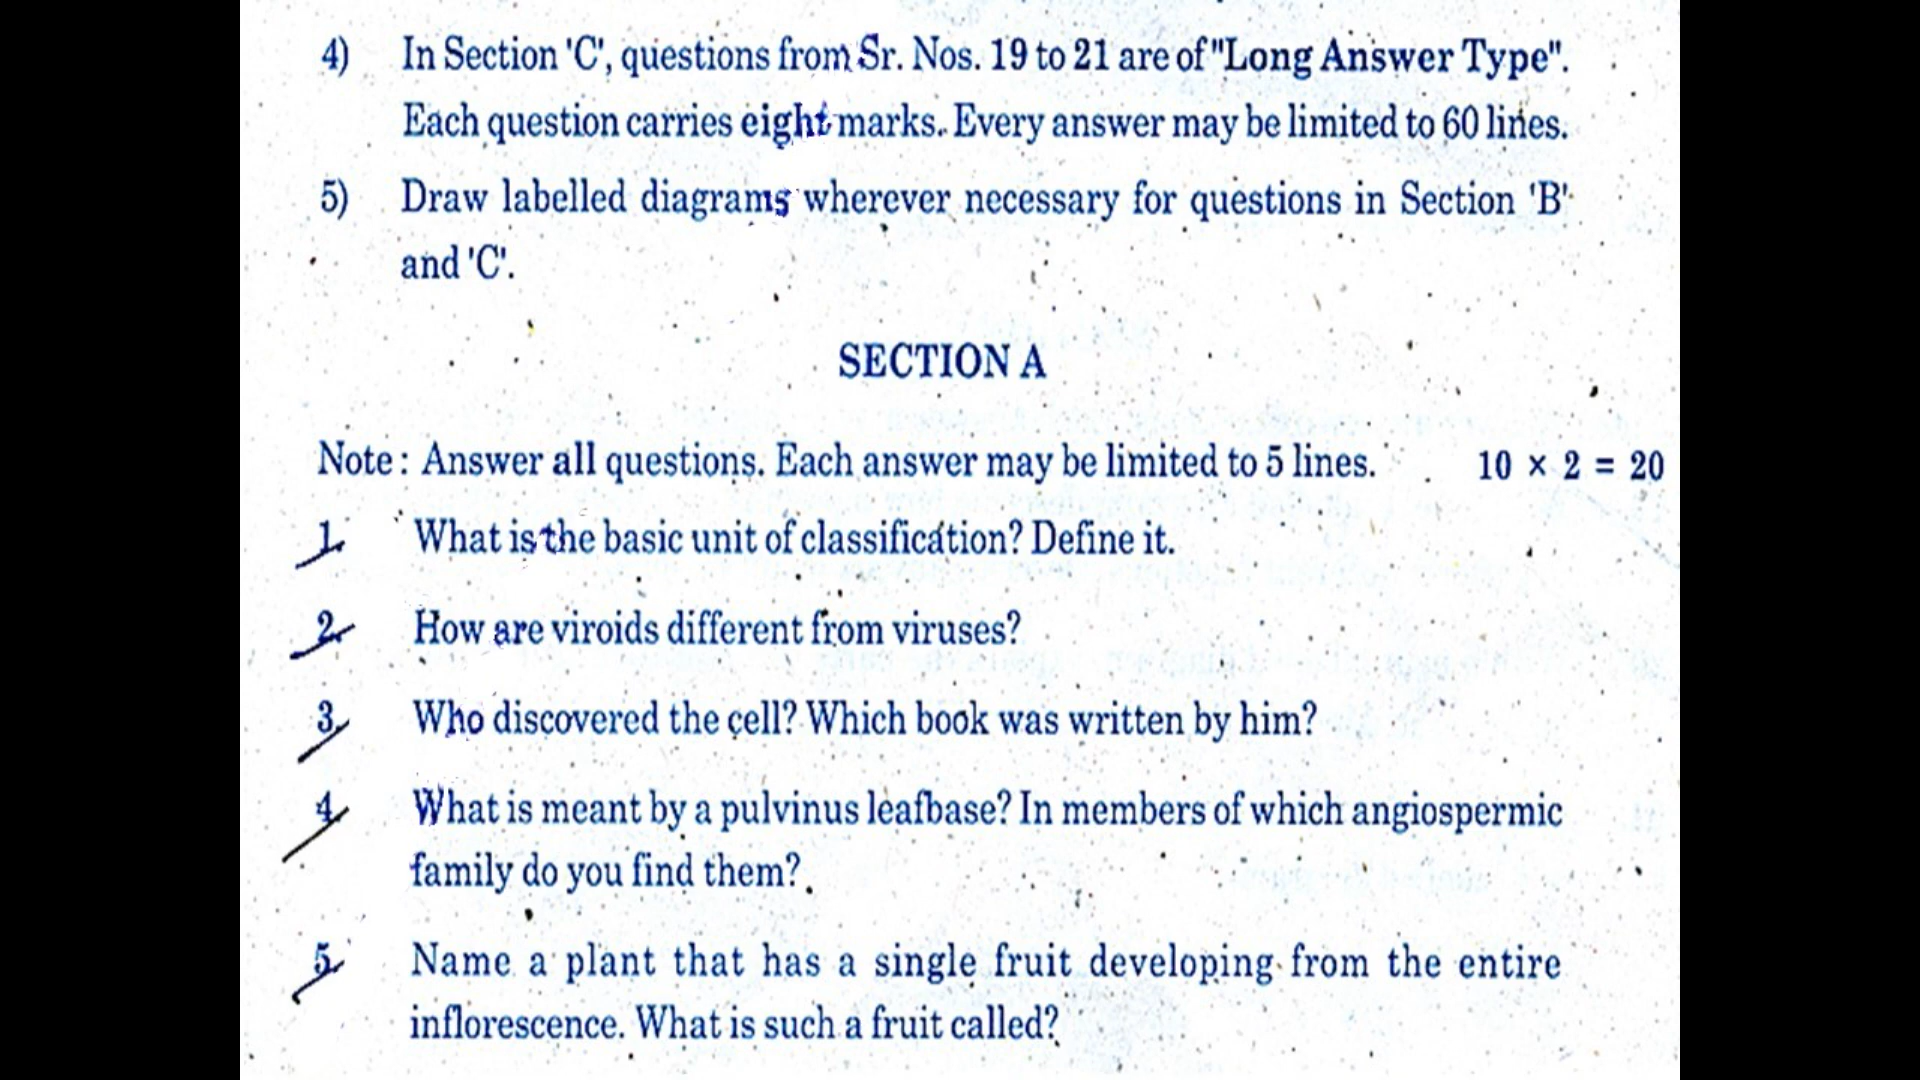 4) In Section 'C', questions from Sr. Nos. 19 to 21 are of "Long Answer Type".
Each question carries eight marks. Every answer may be limited to 60 lines.
5) Draw labelled diagrams wherever necessary for questions in Section 'B'
and 'C'.
SECTION A
Note : Answer all questions. Each answer may be limited to 5 lines. 10 × 2 = 20
1. What is the basic unit of classification? Define it.
2. How are viroids different from viruses?
3. Who discovered the cell? Which book was written by him?
4. What is meant by a pulvinus leafbase? In members of which angiospermic
family do you find them?
5. Name a plant that has a single fruit developing from the entire
inflorescence. What is such a fruit called?